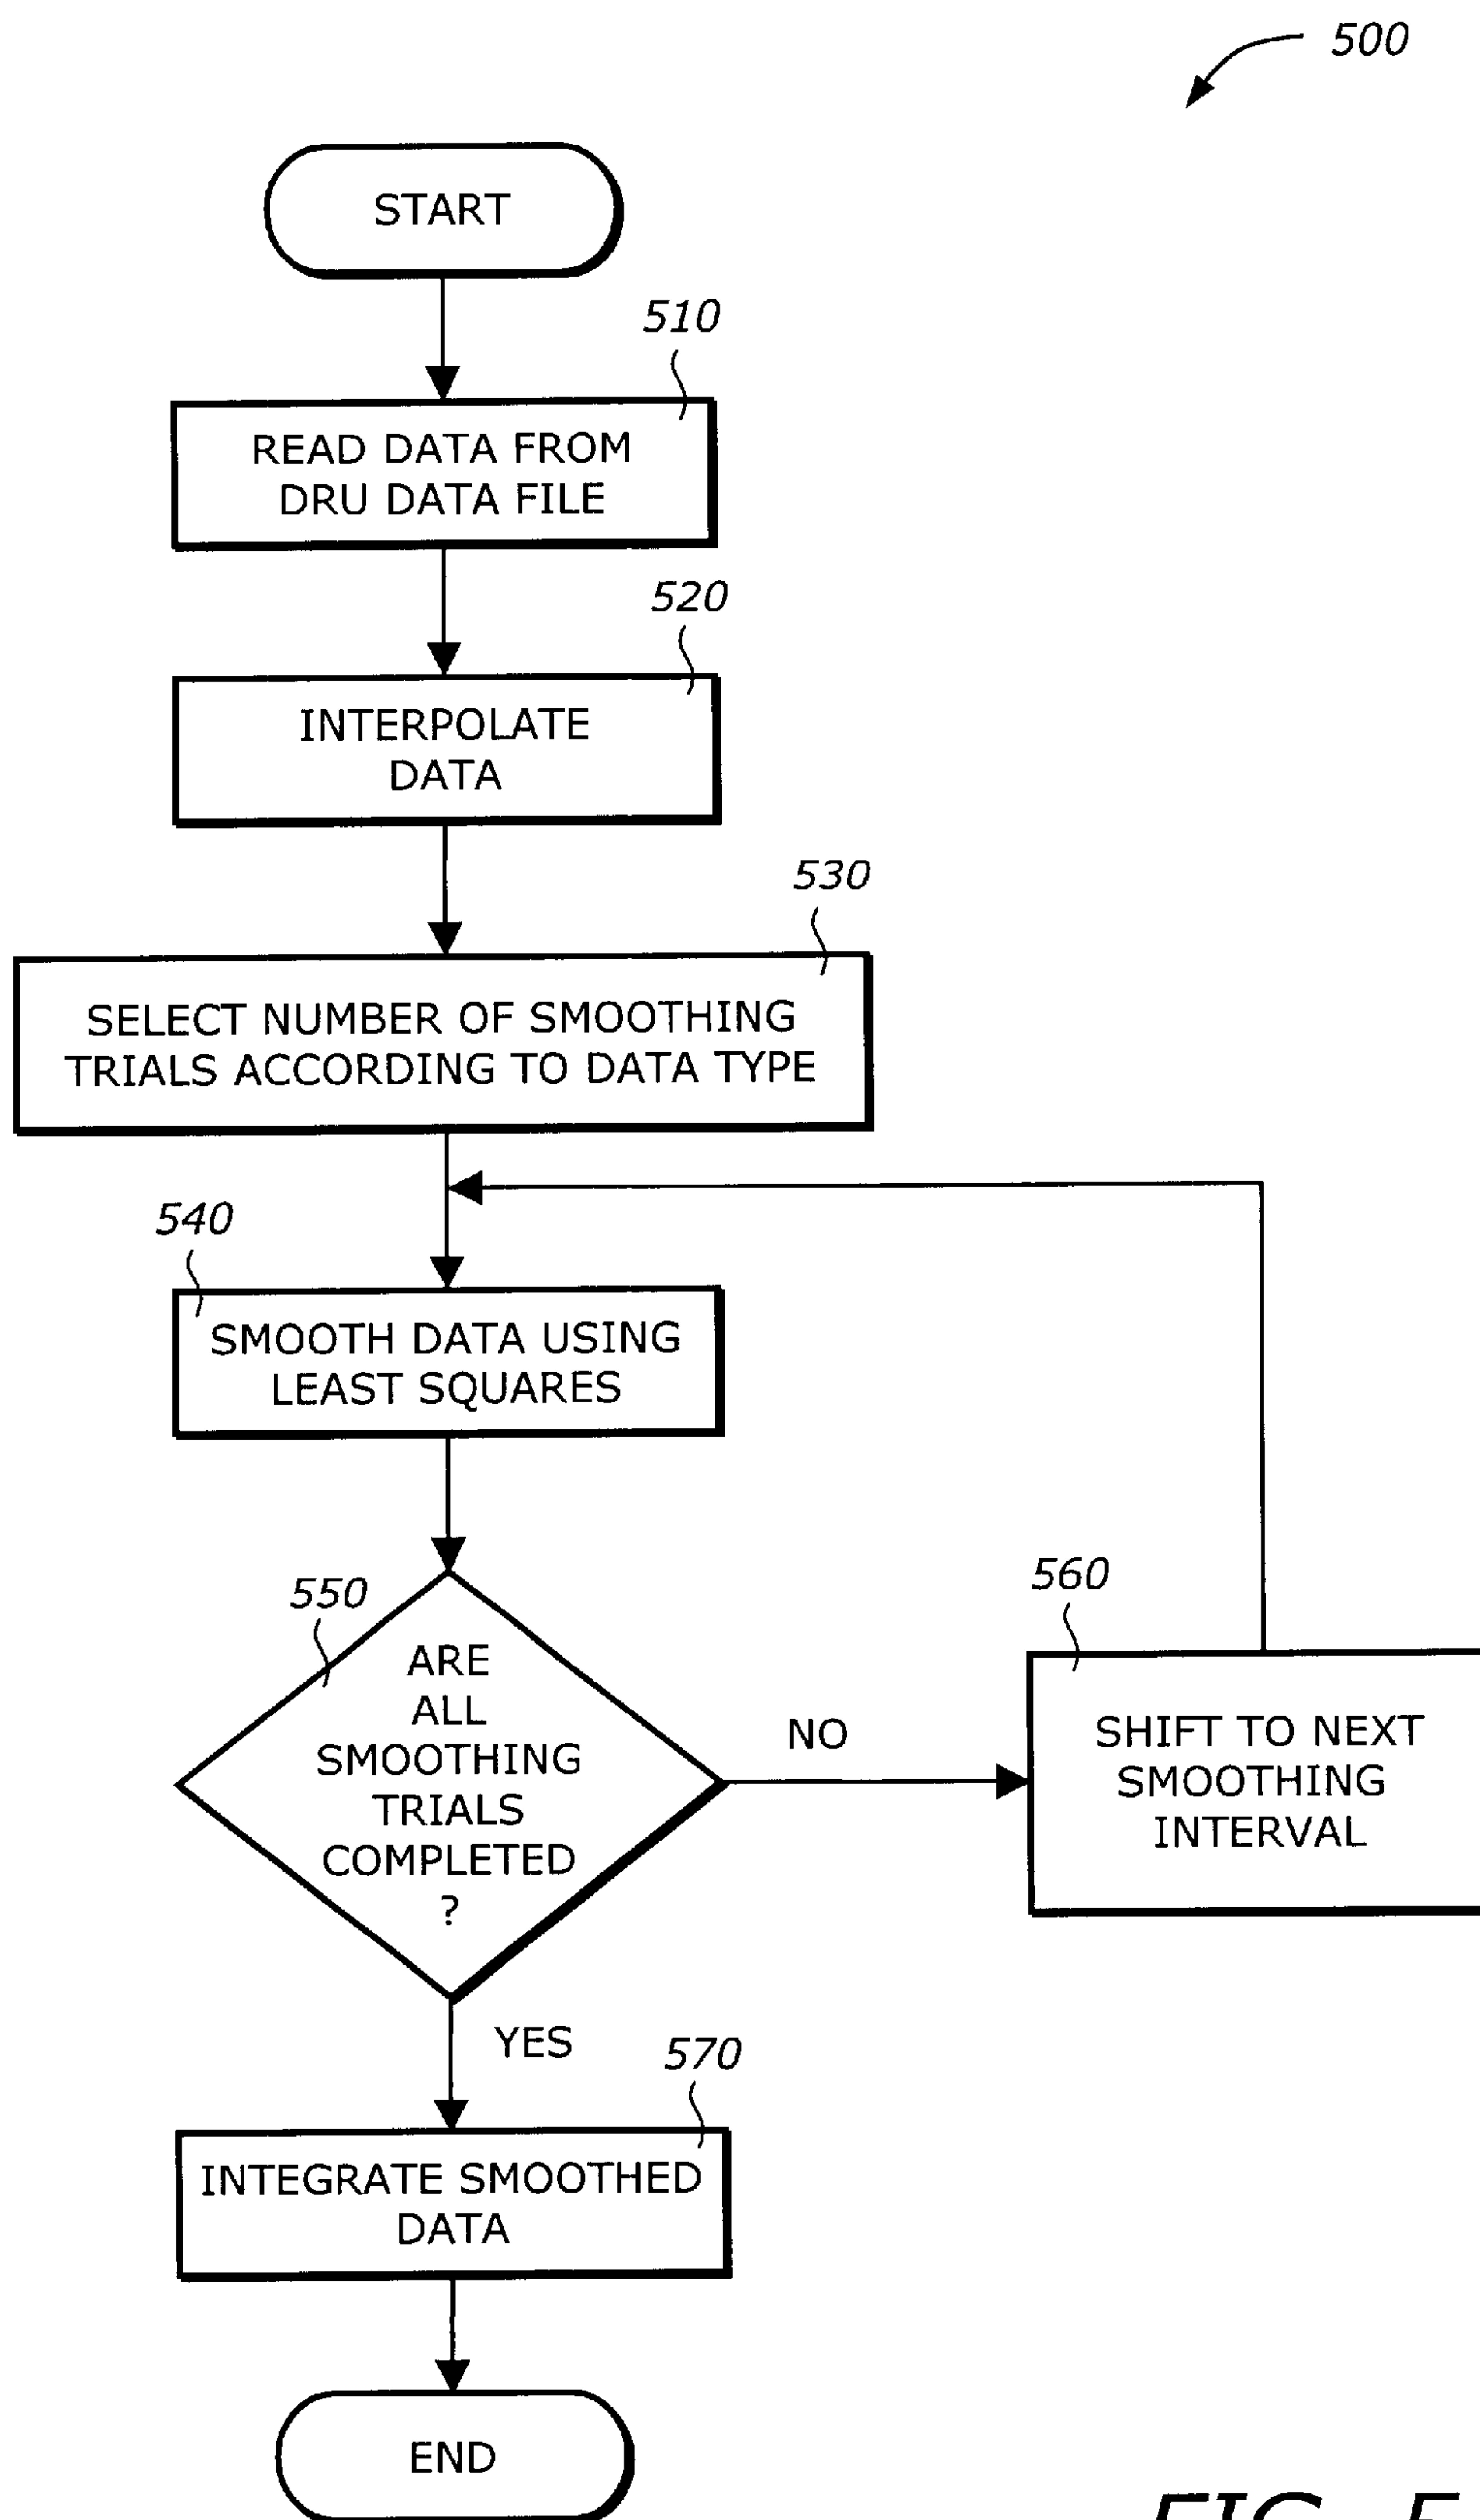 500
START
510
READ DATA FROM
DRU DATA FILE
520
INTERPOLATE
DATA
530
SELECT NUMBER OF SMOOTHING
TRIALS ACCORDING TO DATA TYPE
540
SMOOTH DATA USING
LEAST SQUARES
550
ARE
ALL
SMOOTHING
TRIALS
COMPLETED
?
NO
560
SHIFT TO NEXT
SMOOTHING
INTERVAL
YES
570
INTEGRATE SMOOTHED
DATA
END
FIG. 5